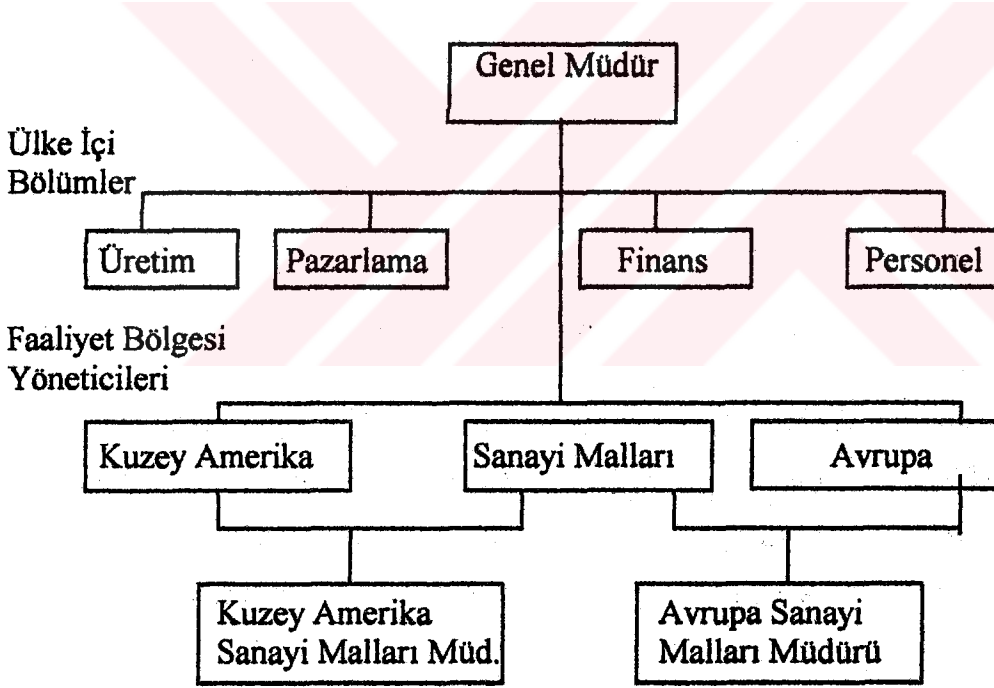 Genel Müdür
Ülke İçi
Bölümler
Üretim
Pazarlama
Finans
Personel
Faaliyet Bölgesi
Yöneticileri
Kuzey Amerika
Sanayi Malları
Avrupa
Kuzey Amerika
Sanayi Malları Müd.
Avrupa Sanayi
Malları Müdürü